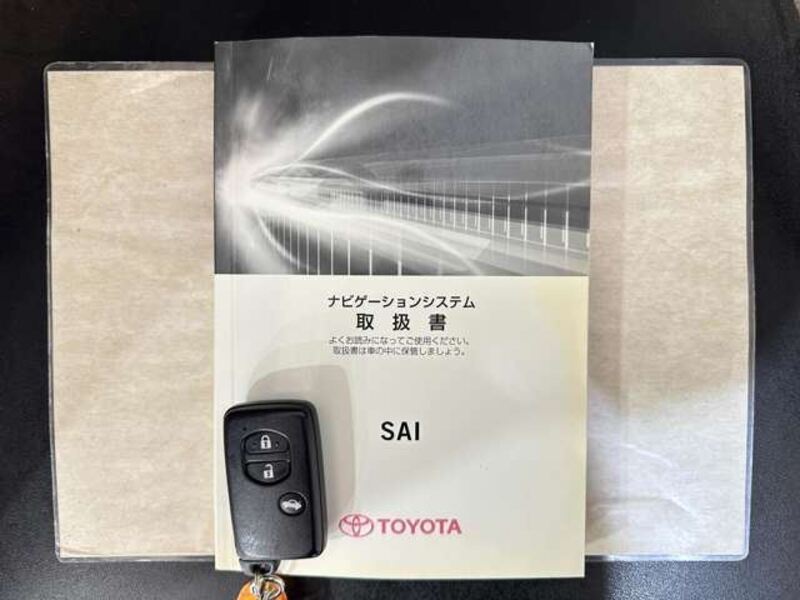 ナビゲーションシステム
取扱書
よくお読みになってご使用ください。
取扱書は車の中に保管しましょう。
SAI
TOYOTA